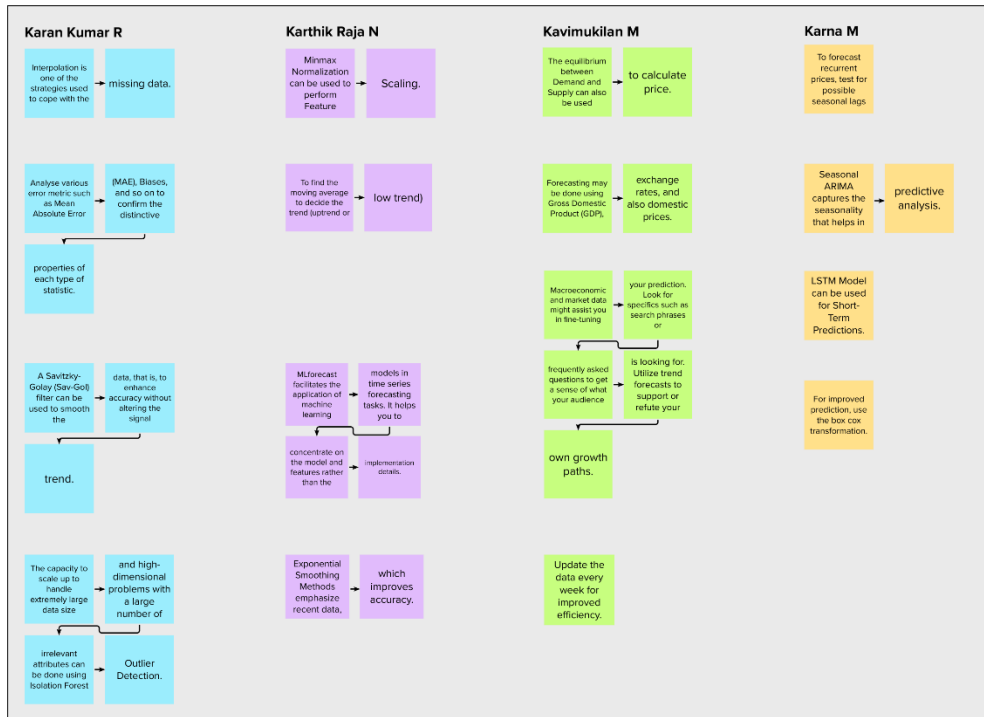 Karan Kumar R
Interpolation is
one of the
strategies used
to cope with the
missing data.
Analyse various
error metric such
as Mean
Absolute Error
(MAE), Biases,
and so on to
confirm the
distinctive
properties of
each type of
statistic.
A Savitzky-
Golay (Sav-Gol)
filter can be
used to smooth
the
data, that is, to
enhance
accuracy without
altering the
signal
trend.
The capacity to
scale up to
handle
extremely large
data size
and high-
dimensional
problems with
a large
number of
irrelevant
attributes can
be done using
Isolation Forest
Outlier
Detection.
Karthik Raja N
Minmax
Normalization
can be used to
perform
Feature
Scaling.
To find the
moving average
to decide the
trend (uptrend or
low trend)
MLforecast
facilitates the
application of
machine
learning
models in
time series
forecasting
tasks. It helps
you to
concentrate on
the model and
features rather
than the
implementation
details.
Exponential
Smoothing
Methods
emphasize
recent data,
which
improves
accuracy.
Kavimukilan M
The equilibrium
between
Demand and
Supply can also
be used
to calculate
price.
Forecasting may
be done using
Gross Domestic
Product (GDP),
exchange
rates, and
also domestic
prices.
Macroeconomic
and market data
might assist you
in fine-tuning
your prediction.
Look for
specifics such as
search phrases
or
frequently asked
questions to get
a sense of what
your audience
is looking for.
Utilize trend
forecasts to
support or
refute your
own growth
paths.
Update the
data every
week for
improved
efficiency.
Karna M
To forecast
recurrent
prices, test for
possible
seasonal lags
Seasonal
ARIMA
captures the
seasonality
that helps in
predictive
analysis.
LSTM Model
can be used
for Short-
Term
Predictions.
For improved
prediction, use
the box cox
transformation.